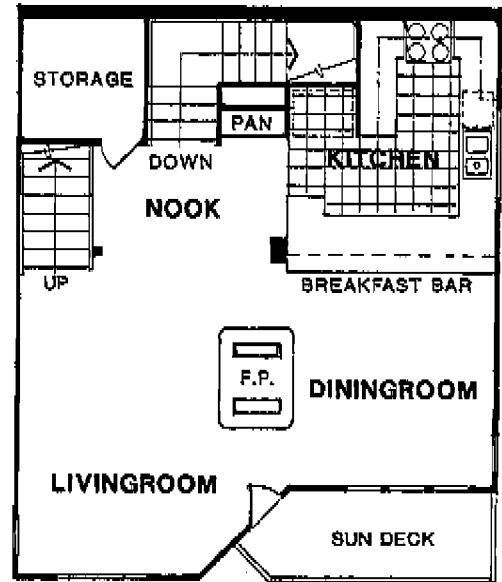 STORAGE
PAN
DOWN
KITCHEN
NOOK
UP
BREAKFAST BAR
F.P.
DININGROOM
LIVINGROOM
SUN DECK